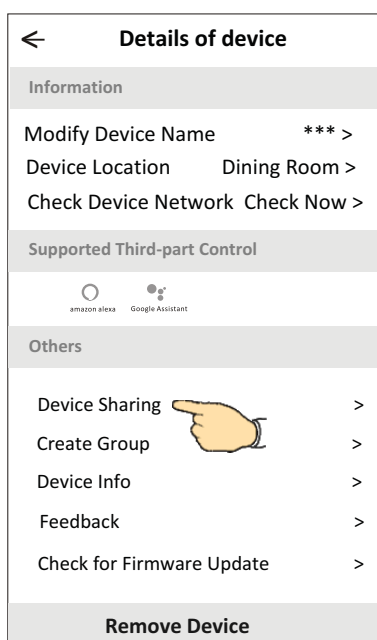 ← Details of device
Information
Modify Device Name *** >
Device Location Dining Room >
Check Device Network Check Now >
Supported Third-part Control
amazon alexa Google Assistant
Others
Device Sharing >
Create Group >
Device Info >
Feedback >
Check for Firmware Update >
Remove Device